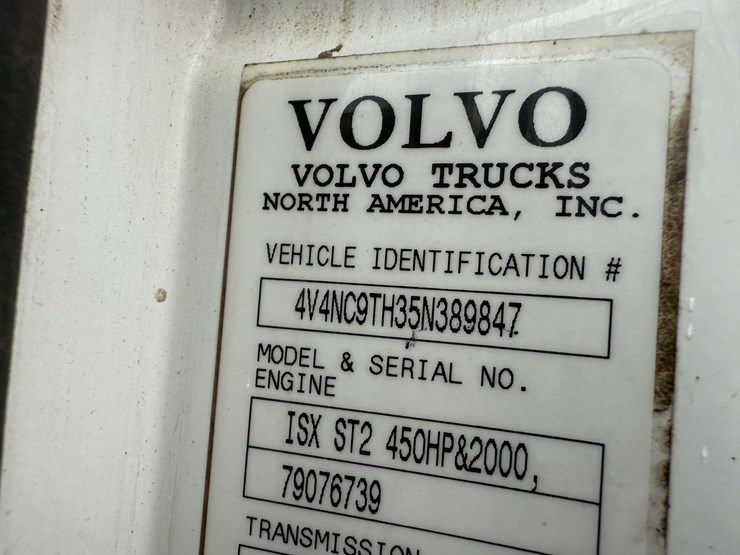 VOLVO
VOLVO TRUCKS
NORTH AMERICA, INC.
VEHICLE IDENTIFICATION #
4V4NC9TH35N389847
MODEL & SERIAL NO.
ENGINE
ISX ST2 450HP&2000,
79076739
TRANSMISSION